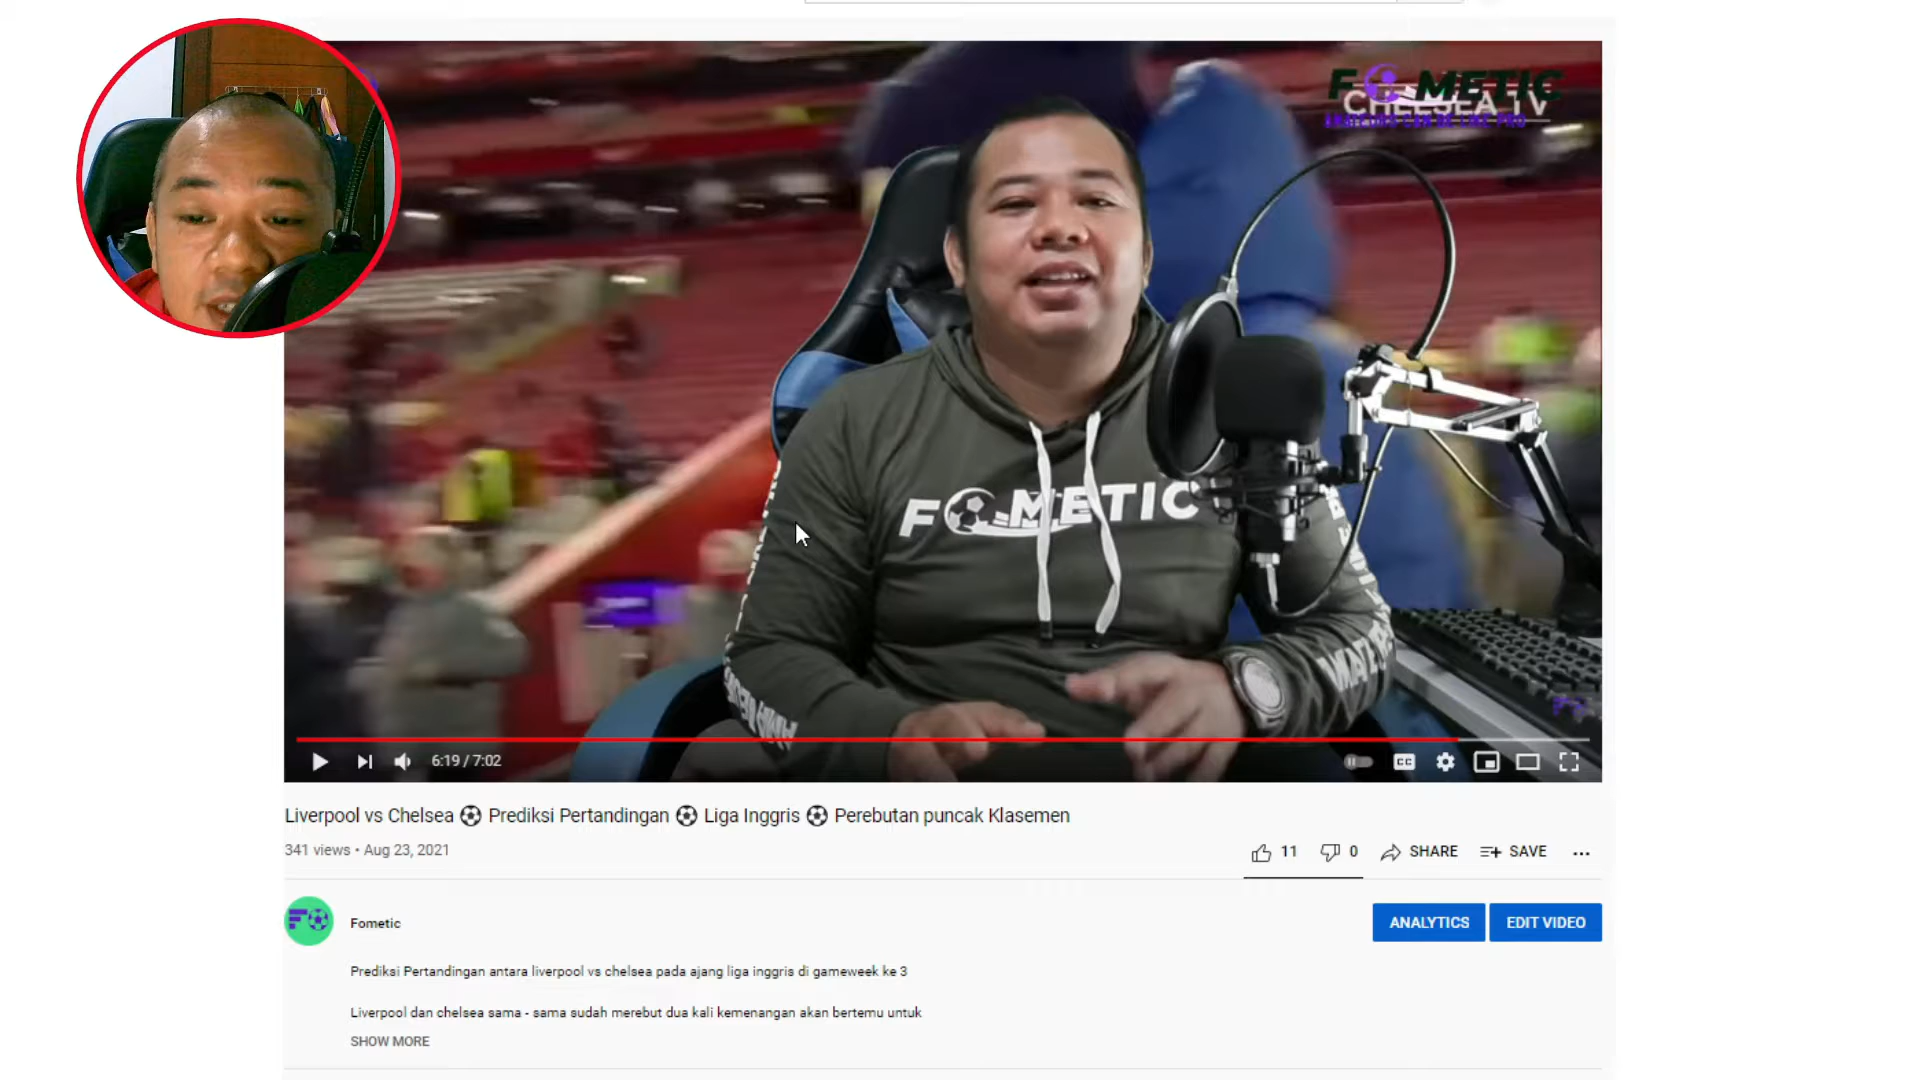 FOMETIC
CHELSEA TV
FOMETIC
6:19 / 7:02
CC
Liverpool vs Chelsea ⚽ Prediksi Pertandingan ⚽ Liga Inggris ⚽ Perebutan puncak Klasemen
341 views • Aug 23, 2021
11
0
SHARE
SAVE
FO
Fometic
ANALYTICS
EDIT VIDEO
Prediksi Pertandingan antara liverpool vs chelsea pada ajang liga inggris di gameweek ke 3
Liverpool dan chelsea sama - sama sudah merebut dua kali kemenangan akan bertemu untuk
SHOW MORE